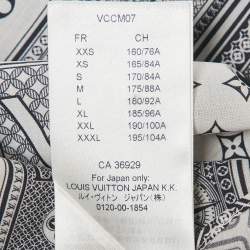 VCCM07
FR CH
XXS 160/76A
XS 165/84A
S 170/84A
M 175/88A
L 180/92A
XL 185/96A
XXL 190/100A
XXXL 195/104A
CA 36929
For Japan only:
LOUIS VUITTON JAPAN K.K.
ルイ・ヴィトン ジャパン(株)
0120-00-1854